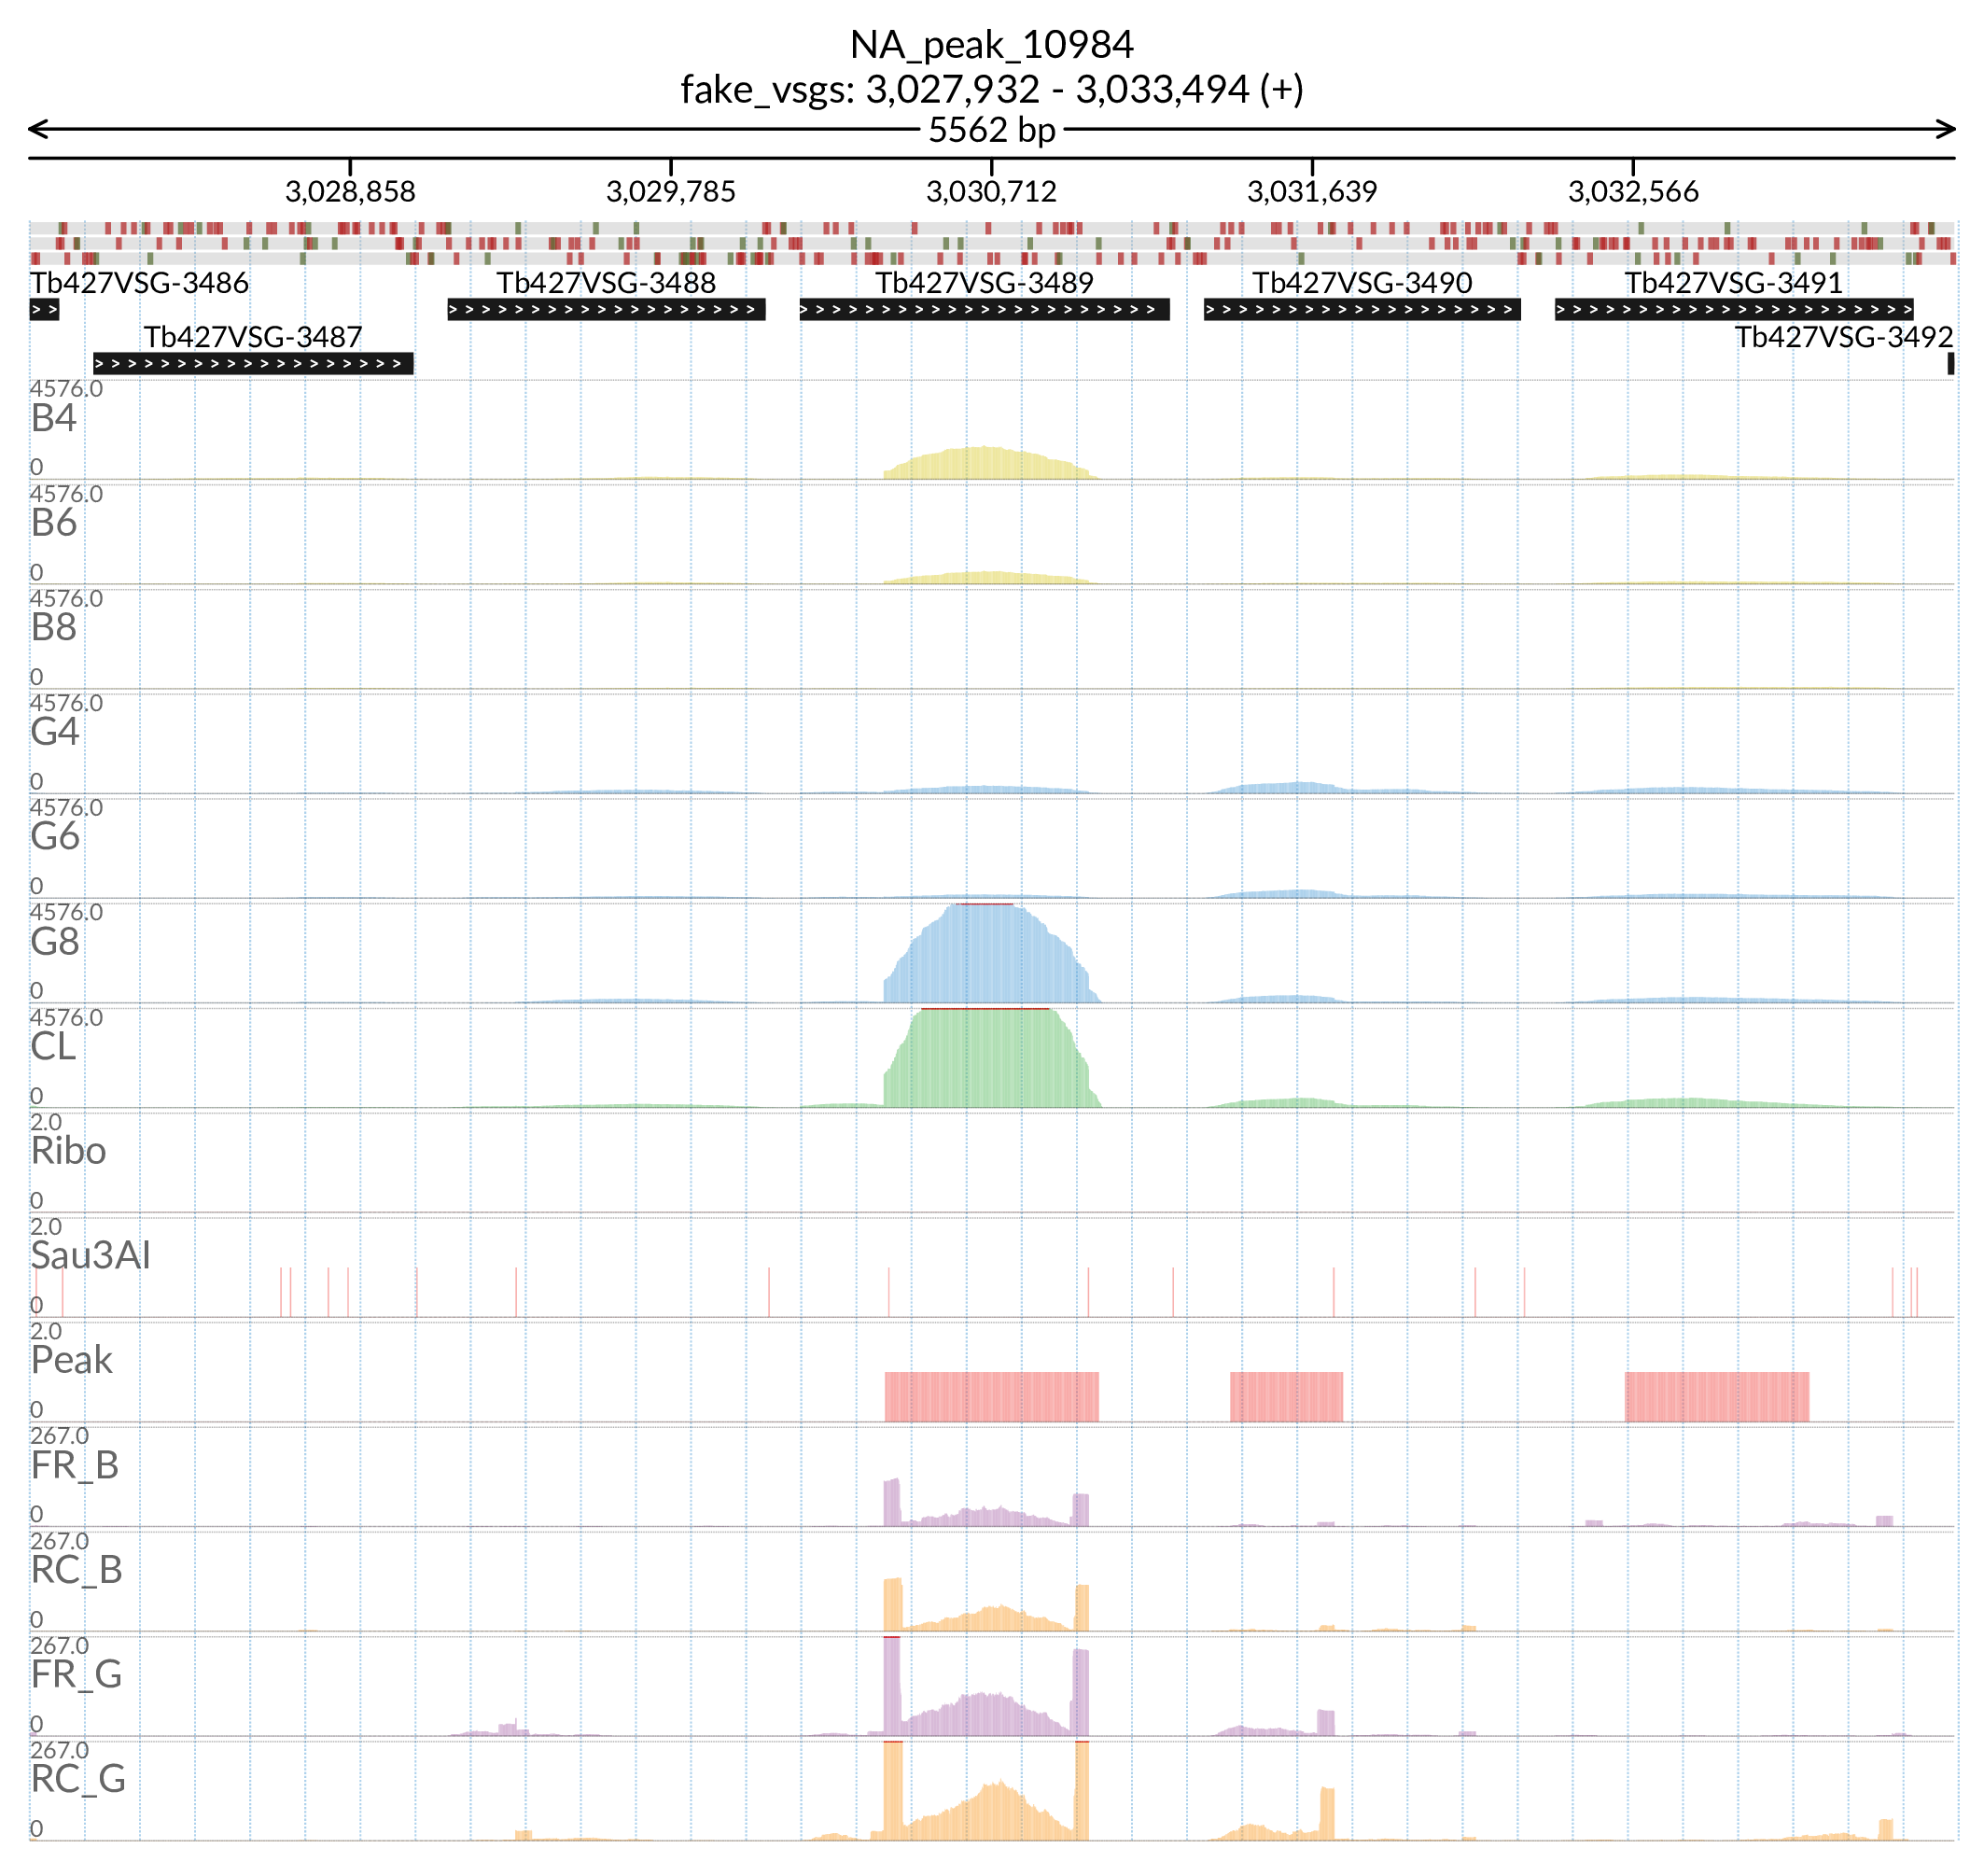 NA_peak_10984
fake_vsgs: 3,027,932 - 3,033,494 (+)
5562 bp
3,028,858 3,029,785 3,030,712 3,031,639 3,032,566
Tb427VSG-3486 Tb427VSG-3488 Tb427VSG-3489 Tb427VSG-3490 Tb427VSG-3491
Tb427VSG-3487 Tb427VSG-3492
4576.0
B4
0
4576.0
B6
0
4576.0
B8
0
4576.0
G4
0
4576.0
G6
0
4576.0
G8
0
4576.0
CL
0
2.0
Ribo
0
2.0
Sau3AI
0
2.0
Peak
0
267.0
FR_B
0
267.0
RC_B
0
267.0
FR_G
0
267.0
RC_G
0